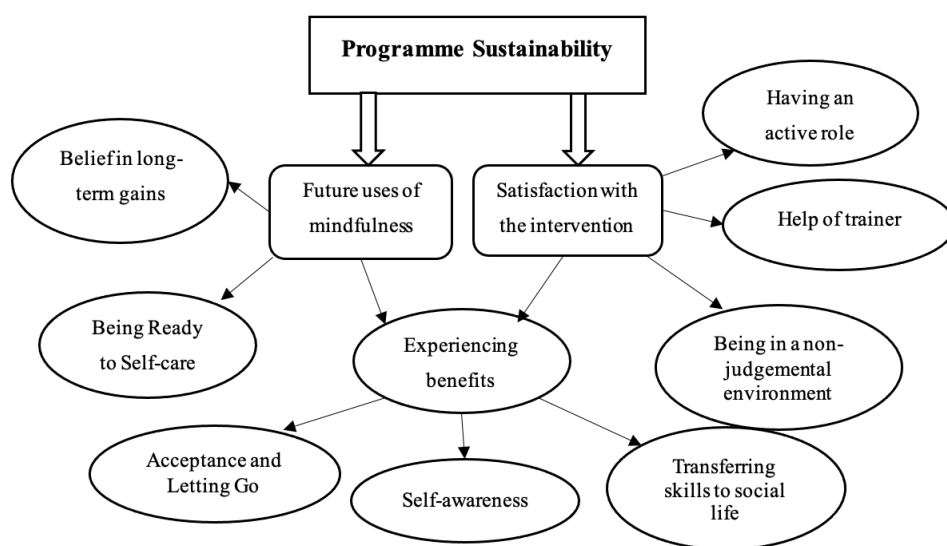 Programme Sustainability
Having an
active role
Belief in long-
term gains
Future uses of
mindfulness
Satisfaction with
the intervention
Help of trainer
Being Ready
to Self-care
Experiencing
benefits
Being in a non-
judgemental
environment
Acceptance and
Letting Go
Self-awareness
Transferring
skills to social
life